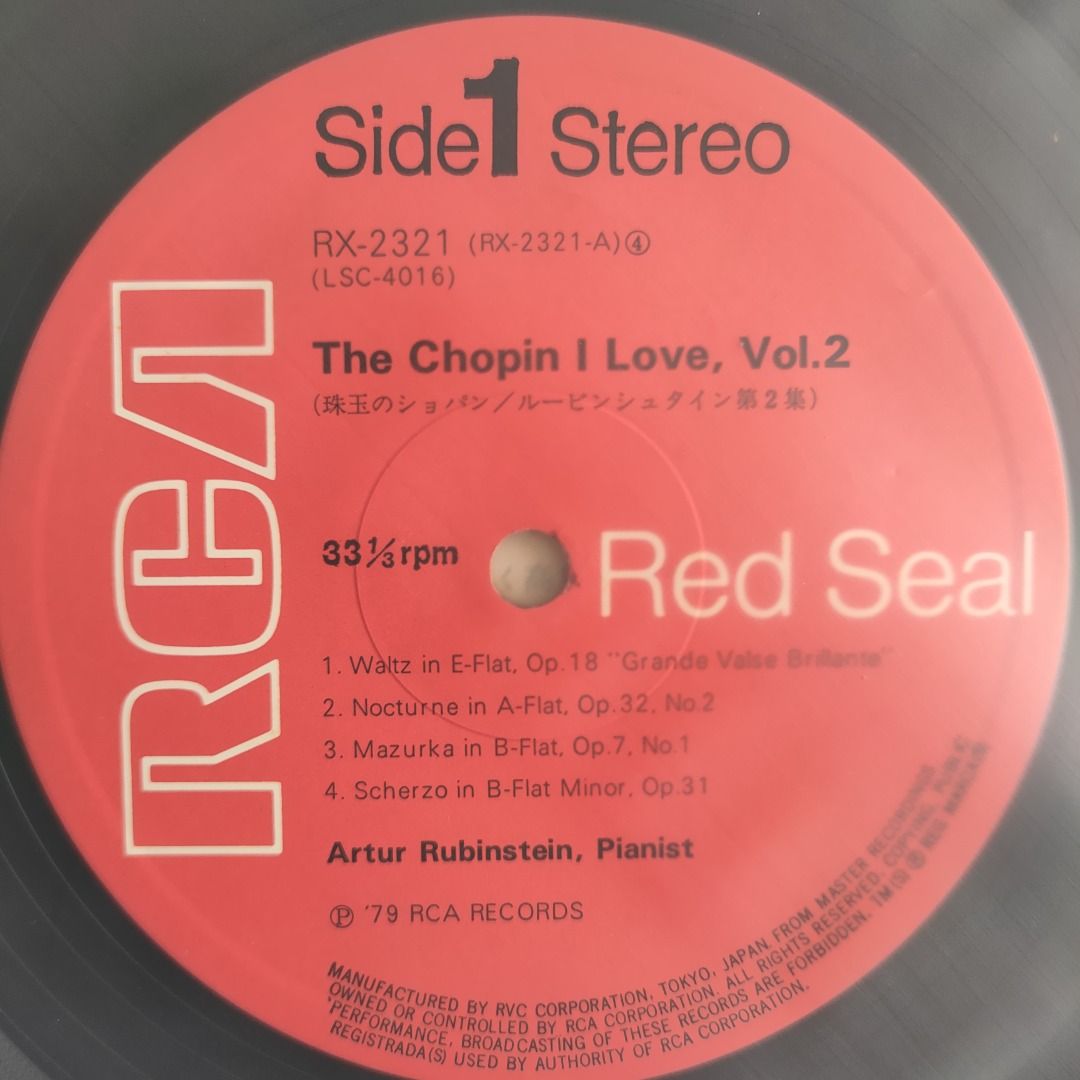 Side 1 Stereo
RX-2321 (RX-2321-A)④
(LSC-4016)
The Chopin I Love, Vol.2
(珠玉のショパン/ルービンシュタイン第2集)
RCA
33⅓rpm
Red Seal
1. Waltz in E-Flat, Op.18 "Grande Valse Brillante"
2. Nocturne in A-Flat, Op.32, No.2
3. Mazurka in B-Flat, Op.7, No.1
4. Scherzo in B-Flat Minor, Op.31
Artur Rubinstein, Pianist
Ⓟ '79 RCA RECORDS
MANUFACTURED BY RVC CORPORATION, TOKYO, JAPAN, FROM MASTER RECORDINGS
OWNED OR CONTROLLED BY RCA CORPORATION. ALL RIGHTS RESERVED. COPYING, PUBLIC
PERFORMANCE, BROADCASTING OF THESE RECORDS ARE FORBIDDEN. TM(S) ® REG MARCA(S)
REGISTRADA(S) USED BY AUTHORITY OF RCA CORPORATION.